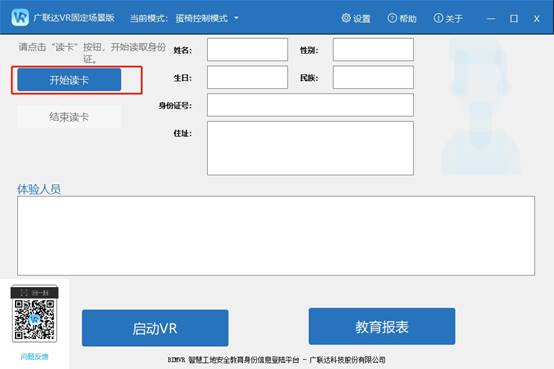 广联达VR固定场景版 当前模式: 蛋椅控制模式 设置 帮助 关于
请点击“读卡”按钮,开始读取身份证。
开始读卡
结束读卡
姓名: 性别:
生日: 民族:
身份证号:
住址:
体验人员
扫一扫
问题反馈
启动VR 教育报表
BIMVR 智慧工地安全教育身份信息登陆平台 - 广联达科技股份有限公司